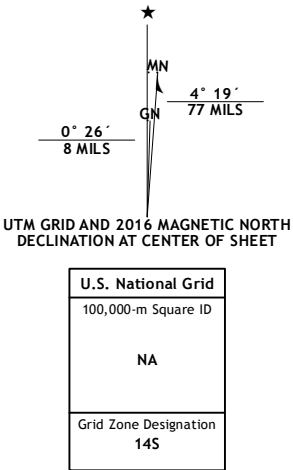 MN
4° 19´
77 MILS
GN
0° 26´
8 MILS
UTM GRID AND 2016 MAGNETIC NORTH
DECLINATION AT CENTER OF SHEET
U.S. National Grid
100,000-m Square ID
NA
Grid Zone Designation
14S